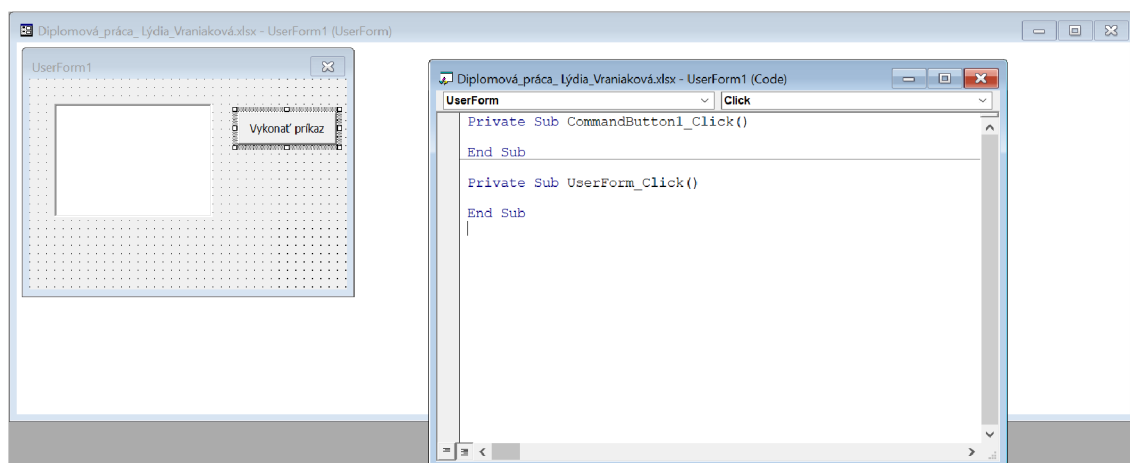 Diplomová_práca_ Lýdia_Vraniaková.xlsx - UserForm1 (UserForm)
UserForm1
Vykonať príkaz
Diplomová_práca_ Lýdia_Vraniaková.xlsx - UserForm1 (Code)
UserForm Click
Private Sub CommandButton1_Click()
End Sub
Private Sub UserForm_Click()
End Sub